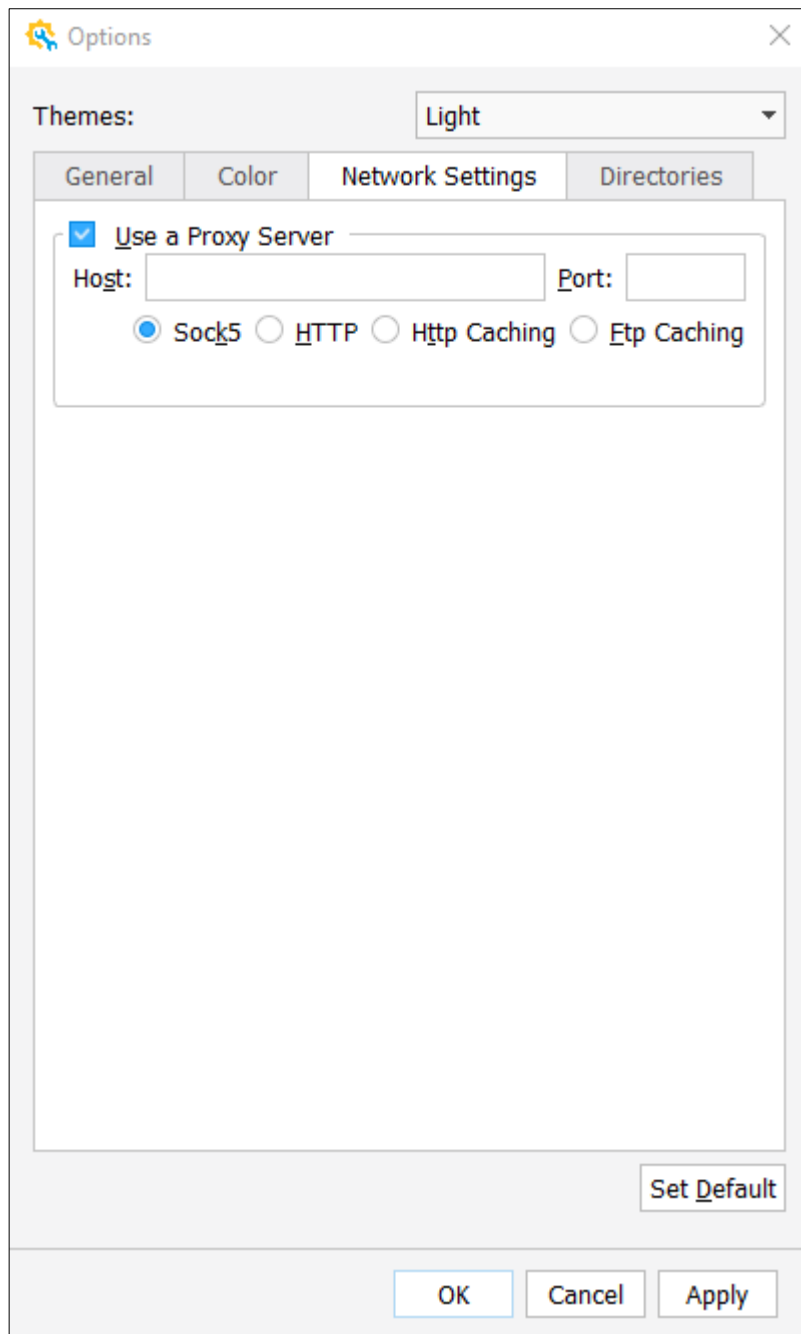 Options
Themes: Light
General Color Network Settings Directories
Use a Proxy Server
Host: Port:
Sock5 HTTP Http Caching Ftp Caching
Set Default
OK Cancel Apply